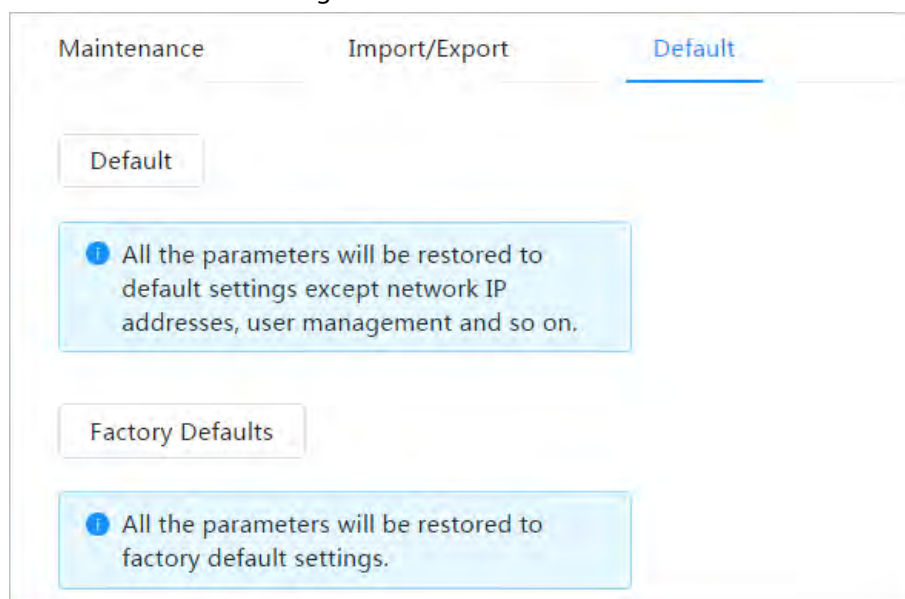 Maintenance Import/Export Default
Default
All the parameters will be restored to
default settings except network IP
addresses, user management and so on.
Factory Defaults
All the parameters will be restored to
factory default settings.